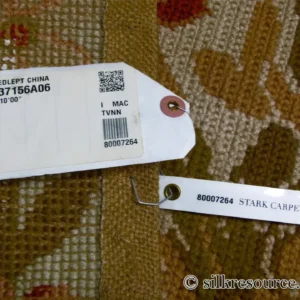 EDLEPT CHINA
37156A06
10'00"
I MAC
TVNN
80007264
80007264 STARK CARPE
© silkresource.c